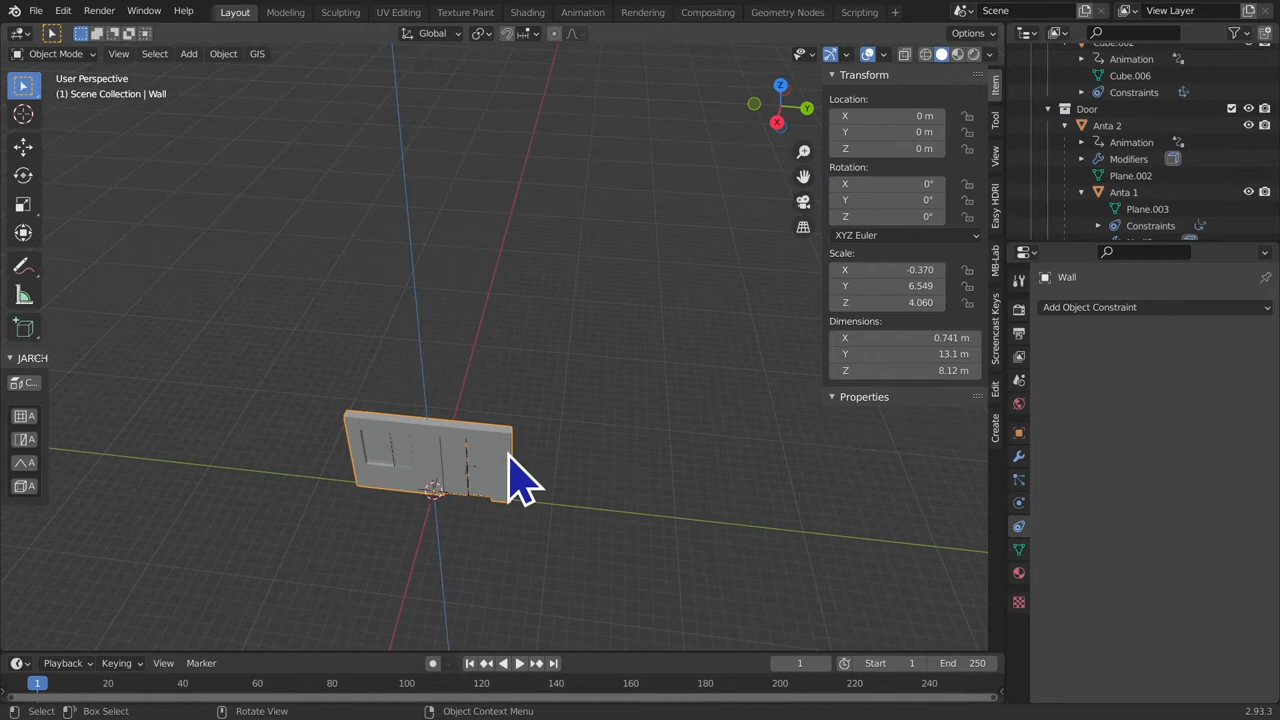 File Edit Render Window Help Layout Modeling Sculpting UV Editing Texture Paint Shading Animation Rendering Compositing Geometry Nodes Scripting + Scene View Layer
Global Options
Object Mode View Select Add Object GIS
User Perspective
(1) Scene Collection | Wall
Z
Y
X
Transform
Location:
X 0 m
Y 0 m
Z 0 m
Rotation:
X 0°
Y 0°
Z 0°
XYZ Euler
Scale:
X -0.370
Y 6.549
Z 4.060
Dimensions:
X 0.741 m
Y 13.1 m
Z 8.12 m
Properties
Item
Tool
View
Easy HDRI
MB-Lab
Screencast Keys
Edit
Create
JARCH
C...
A
A
A
A
Cube.002
Animation
Cube.006
Constraints
Door
Anta 2
Animation
Modifiers
Plane.002
Anta 1
Plane.003
Constraints
Wall
Add Object Constraint
Playback Keying View Marker 1 Start 1 End 250
1 20 40 60 80 100 120 140 160 180 200 220 240
Select Box Select Rotate View Object Context Menu 2.93.3